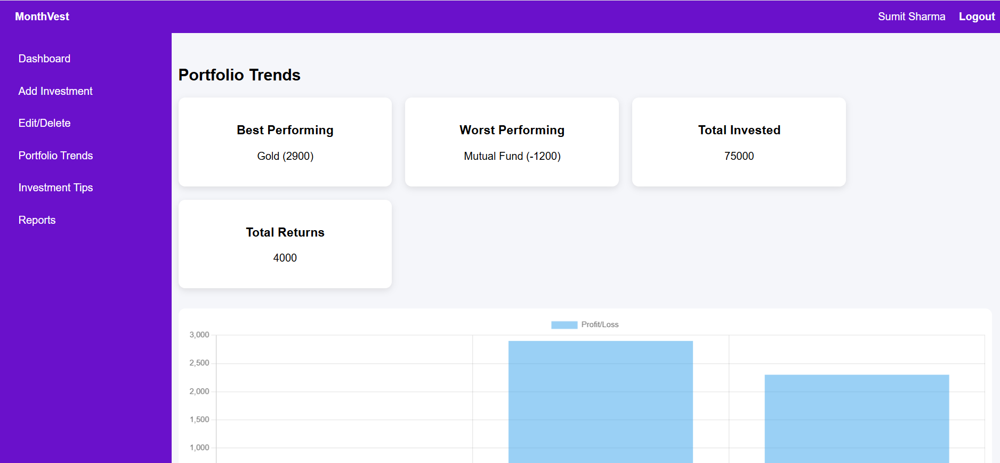 MonthVest
Sumit Sharma Logout
Dashboard
Add Investment
Edit/Delete
Portfolio Trends
Investment Tips
Reports
Portfolio Trends
Best Performing
Gold (2900)
Worst Performing
Mutual Fund (-1200)
Total Invested
75000
Total Returns
4000
Profit/Loss
3,000
2,500
2,000
1,500
1,000